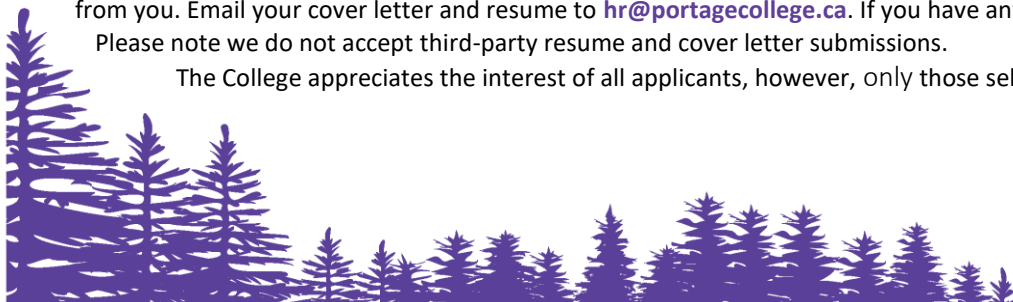 from you. Email your cover letter and resume to hr@portagecollege.ca. If you have
Please note we do not accept third-party resume and cover letter submissions.
The College appreciates the interest of all applicants, however, only those